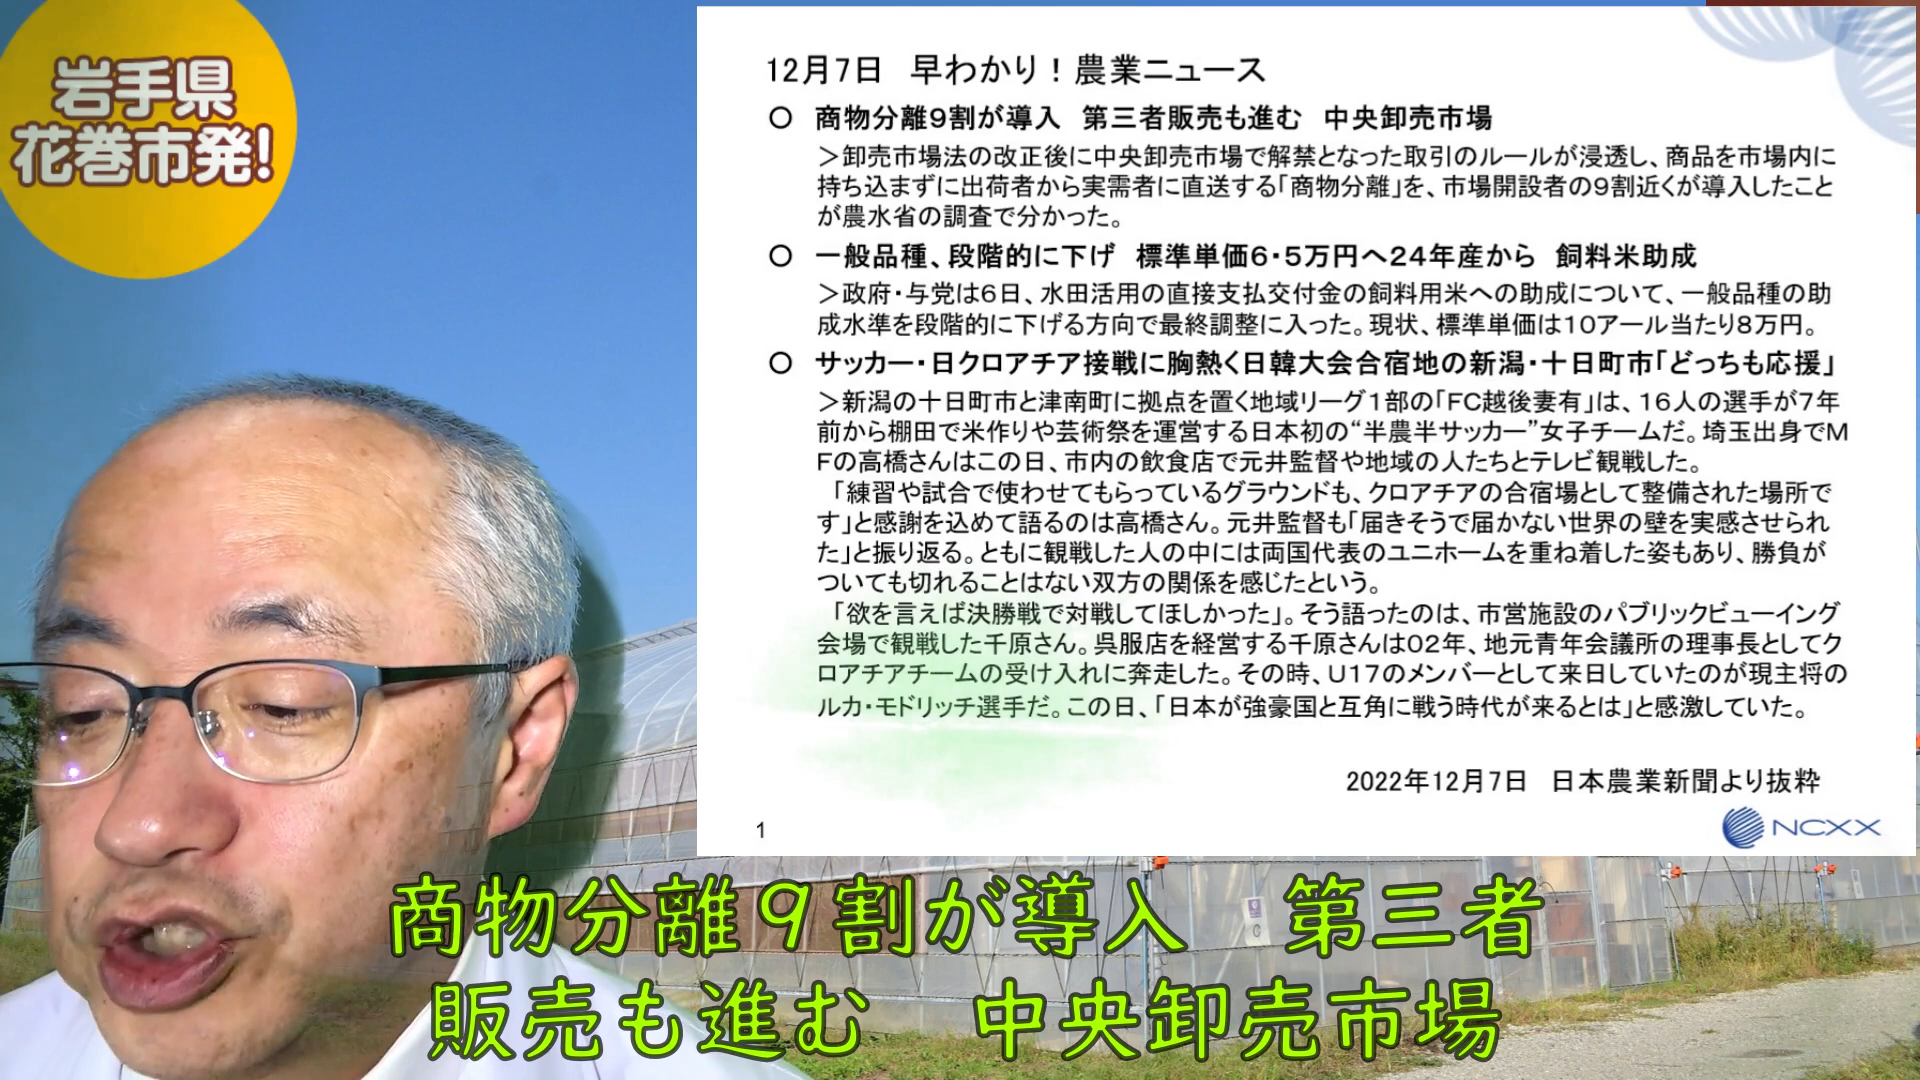 岩手県
花巻市発!
12月7日　早わかり！農業ニュース
○　商物分離９割が導入　第三者販売も進む　中央卸売市場
＞卸売市場法の改正後に中央卸売市場で解禁となった取引のルールが浸透し、商品を市場内に
持ち込まずに出荷者から実需者に直送する「商物分離」を、市場開設者の９割近くが導入したこと
が農水省の調査で分かった。
○　一般品種、段階的に下げ　標準単価６・５万円へ２４年産から　飼料米助成
＞政府・与党は６日、水田活用の直接支払交付金の飼料用米への助成について、一般品種の助
成水準を段階的に下げる方向で最終調整に入った。現状、標準単価は１０アール当たり８万円。
○　サッカー・日クロアチア接戦に胸熱く日韓大会合宿地の新潟・十日町市「どっちも応援」
＞新潟の十日町市と津南町に拠点を置く地域リーグ１部の「ＦＣ越後妻有」は、１６人の選手が７年
前から棚田で米作りや芸術祭を運営する日本初の“半農半サッカー”女子チームだ。埼玉出身でＭ
Ｆの高橋さんはこの日、市内の飲食店で元井監督や地域の人たちとテレビ観戦した。
「練習や試合で使わせてもらっているグラウンドも、クロアチアの合宿場として整備された場所で
す」と感謝を込めて語るのは高橋さん。元井監督も「届きそうで届かない世界の壁を実感させられ
た」と振り返る。ともに観戦した人の中には両国代表のユニホームを重ね着した姿もあり、勝負が
ついても切れることはない双方の関係を感じたという。
「欲を言えば決勝戦で対戦してほしかった」。そう語ったのは、市営施設のパブリックビューイング
会場で観戦した千原さん。呉服店を経営する千原さんは０２年、地元青年会議所の理事長としてク
ロアチアチームの受け入れに奔走した。その時、Ｕ１７のメンバーとして来日していたのが現主将の
ルカ・モドリッチ選手だ。この日、「日本が強豪国と互角に戦う時代が来るとは」と感激していた。
2022年12月7日　日本農業新聞より抜粋
1
NCXX
商物分離９割が導入　第三者
販売も進む　中央卸売市場